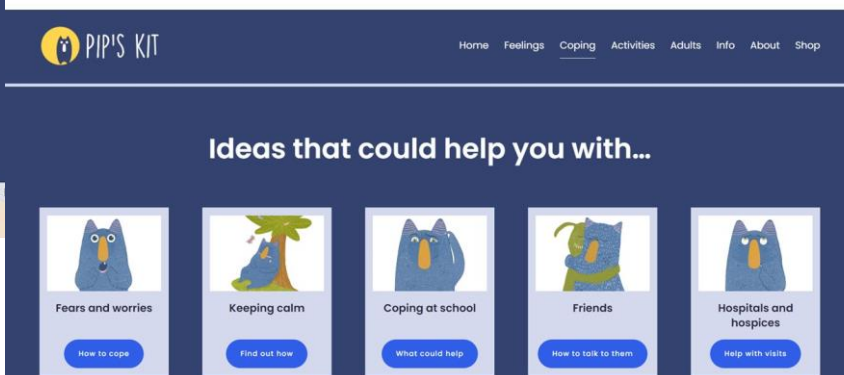 PIP'S KIT
Home Feelings Coping Activities Adults Info About Shop
Ideas that could help you with...
Fears and worries
How to cope
Keeping calm
Find out how
Coping at school
What could help
Friends
How to talk to them
Hospitals and
hospices
Help with visits